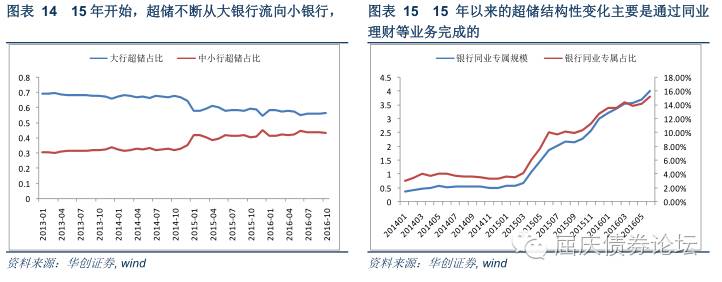 图表 14 15 年开始，超储不断从大银行流向小银行，
大行超储占比 中小行超储占比
0.8
0.7
0.6
0.5
0.4
0.3
0.2
0.1
0
2013-01 2013-04 2013-07 2013-10 2014-01 2014-04 2014-07 2014-10 2015-01 2015-04 2015-07 2015-10 2016-01 2016-04 2016-07 2016-10
资料来源：华创证券, wind
图表 15 15 年以来的超储结构性变化主要是通过同业
理财等业务完成的
银行同业专属规模 银行同业专属占比
4.5 18.00%
4 16.00%
3.5 14.00%
3 12.00%
2.5 10.00%
2 8.00%
1.5 6.00%
1 4.00%
0.5 2.00%
0 0.00%
201401 201403 201405 201407 201409 201411 201501 201503 201505 201507 201509 201511 201601 201603 201605
资料来源：华创证券, wind
屈庆债券论坛